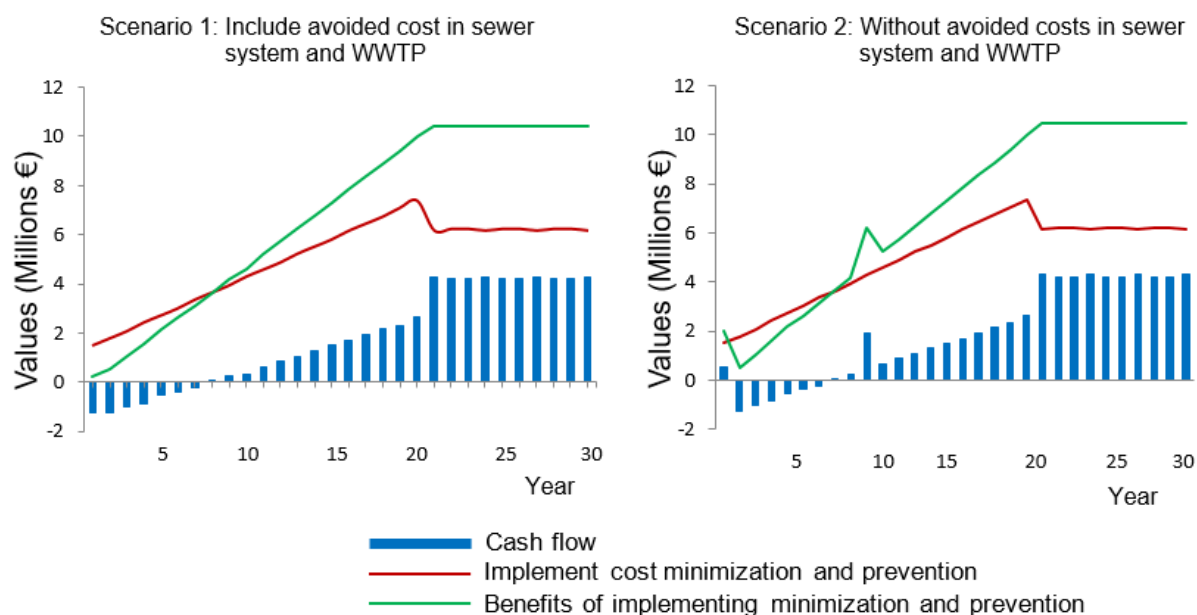 Scenario 1: Include avoided cost in sewer
system and WWTP
Values (Millions €)
12
10
8
6
4
2
0
-2
5 10 15 20 25 30
Year
Scenario 2: Without avoided costs in sewer
system and WWTP
Values (Millions €)
12
10
8
6
4
2
0
-2
5 10 15 20 25 30
Year
Cash flow
Implement cost minimization and prevention
Benefits of implementing minimization and prevention